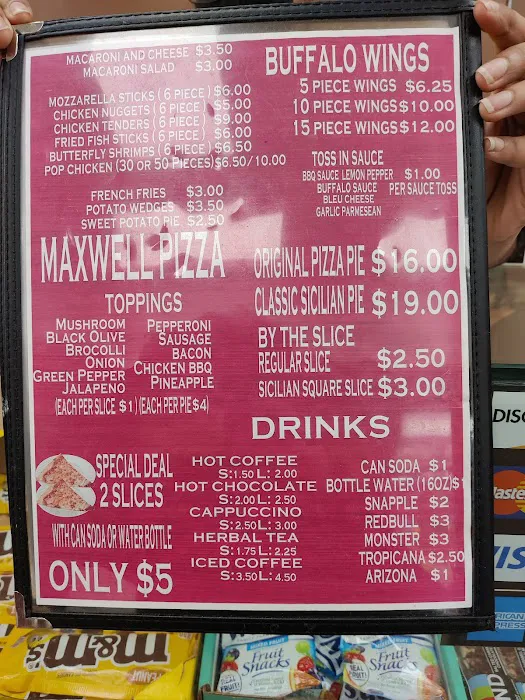 MACARONI AND CHEESE $3.50
MACARONI SALAD $3.00
MOZZARELLA STICKS (6 PIECE) $6.00
CHICKEN NUGGETS (6 PIECE) $5.00
CHICKEN TENDERS (6 PIECE) $9.00
FRIED FISH STICKS (6 PIECE) $6.00
BUTTERFLY SHRIMPS (6 PIECE) $6.50
POP CHICKEN (30 OR 50 PIECES) $6.50/10.00
FRENCH FRIES $3.00
POTATO WEDGES $3.50
SWEET POTATO PIE $2.50
BUFFALO WINGS
5 PIECE WINGS $6.25
10 PIECE WINGS $10.00
15 PIECE WINGS $12.00
TOSS IN SAUCE
BBQ SAUCE LEMON PEPPER $1.00
BUFFALO SAUCE PER SAUCE TOSS
BLEU CHEESE
GARLIC PARMESEAN
MAXWELL PIZZA
TOPPINGS
MUSHROOM PEPPERONI
BLACK OLIVE SAUSAGE
BROCOLLI BACON
ONION CHICKEN BBQ
GREEN PEPPER PINEAPPLE
JALAPENO
(EACH PER SLICE $1) (EACH PER PIE $4)
ORIGINAL PIZZA PIE $16.00
CLASSIC SICILIAN PIE $19.00
BY THE SLICE
REGULAR SLICE $2.50
SICILIAN SQUARE SLICE $3.00
SPECIAL DEAL
2 SLICES
WITH CAN SODA OR WATER BOTTLE
ONLY $5
DRINKS
HOT COFFEE
S:1.50 L: 2.00
HOT CHOCOLATE
S:2.00 L: 2.50
CAPPUCCINO
S:2.50 L: 3.00
HERBAL TEA
S: 1.75 L: 2.25
ICED COFFEE
S:3.50 L: 4.50
CAN SODA $1
BOTTLE WATER (16OZ) $1
SNAPPLE $2
REDBULL $3
MONSTER $3
TROPICANA $2.50
ARIZONA $1
DISC
VIS
m&m's
PEANUT
Fruit
Snacks
Fruit
Snac